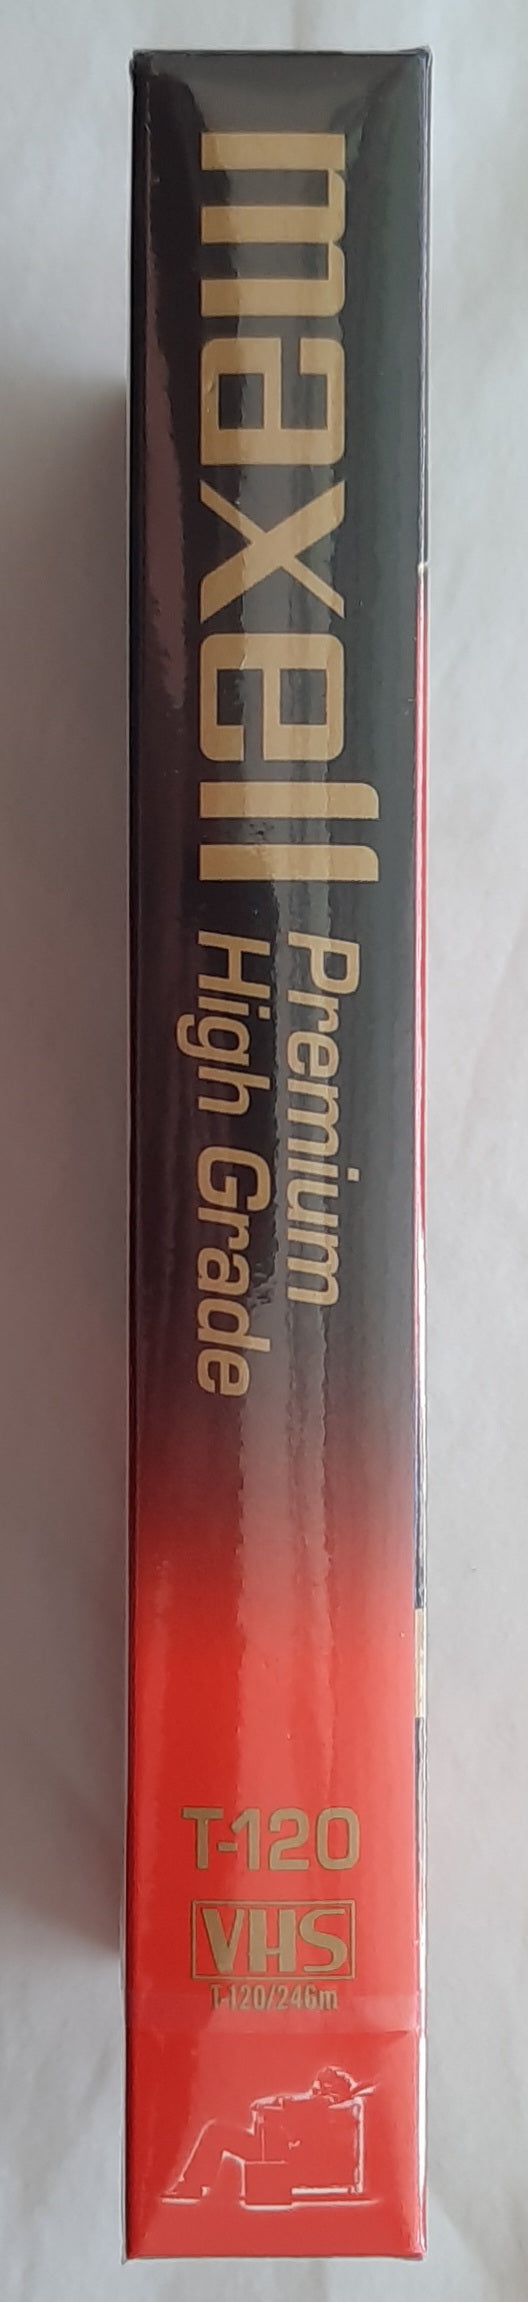 maxell
Premium
High Grade
T-120
VHS
T-120/246m